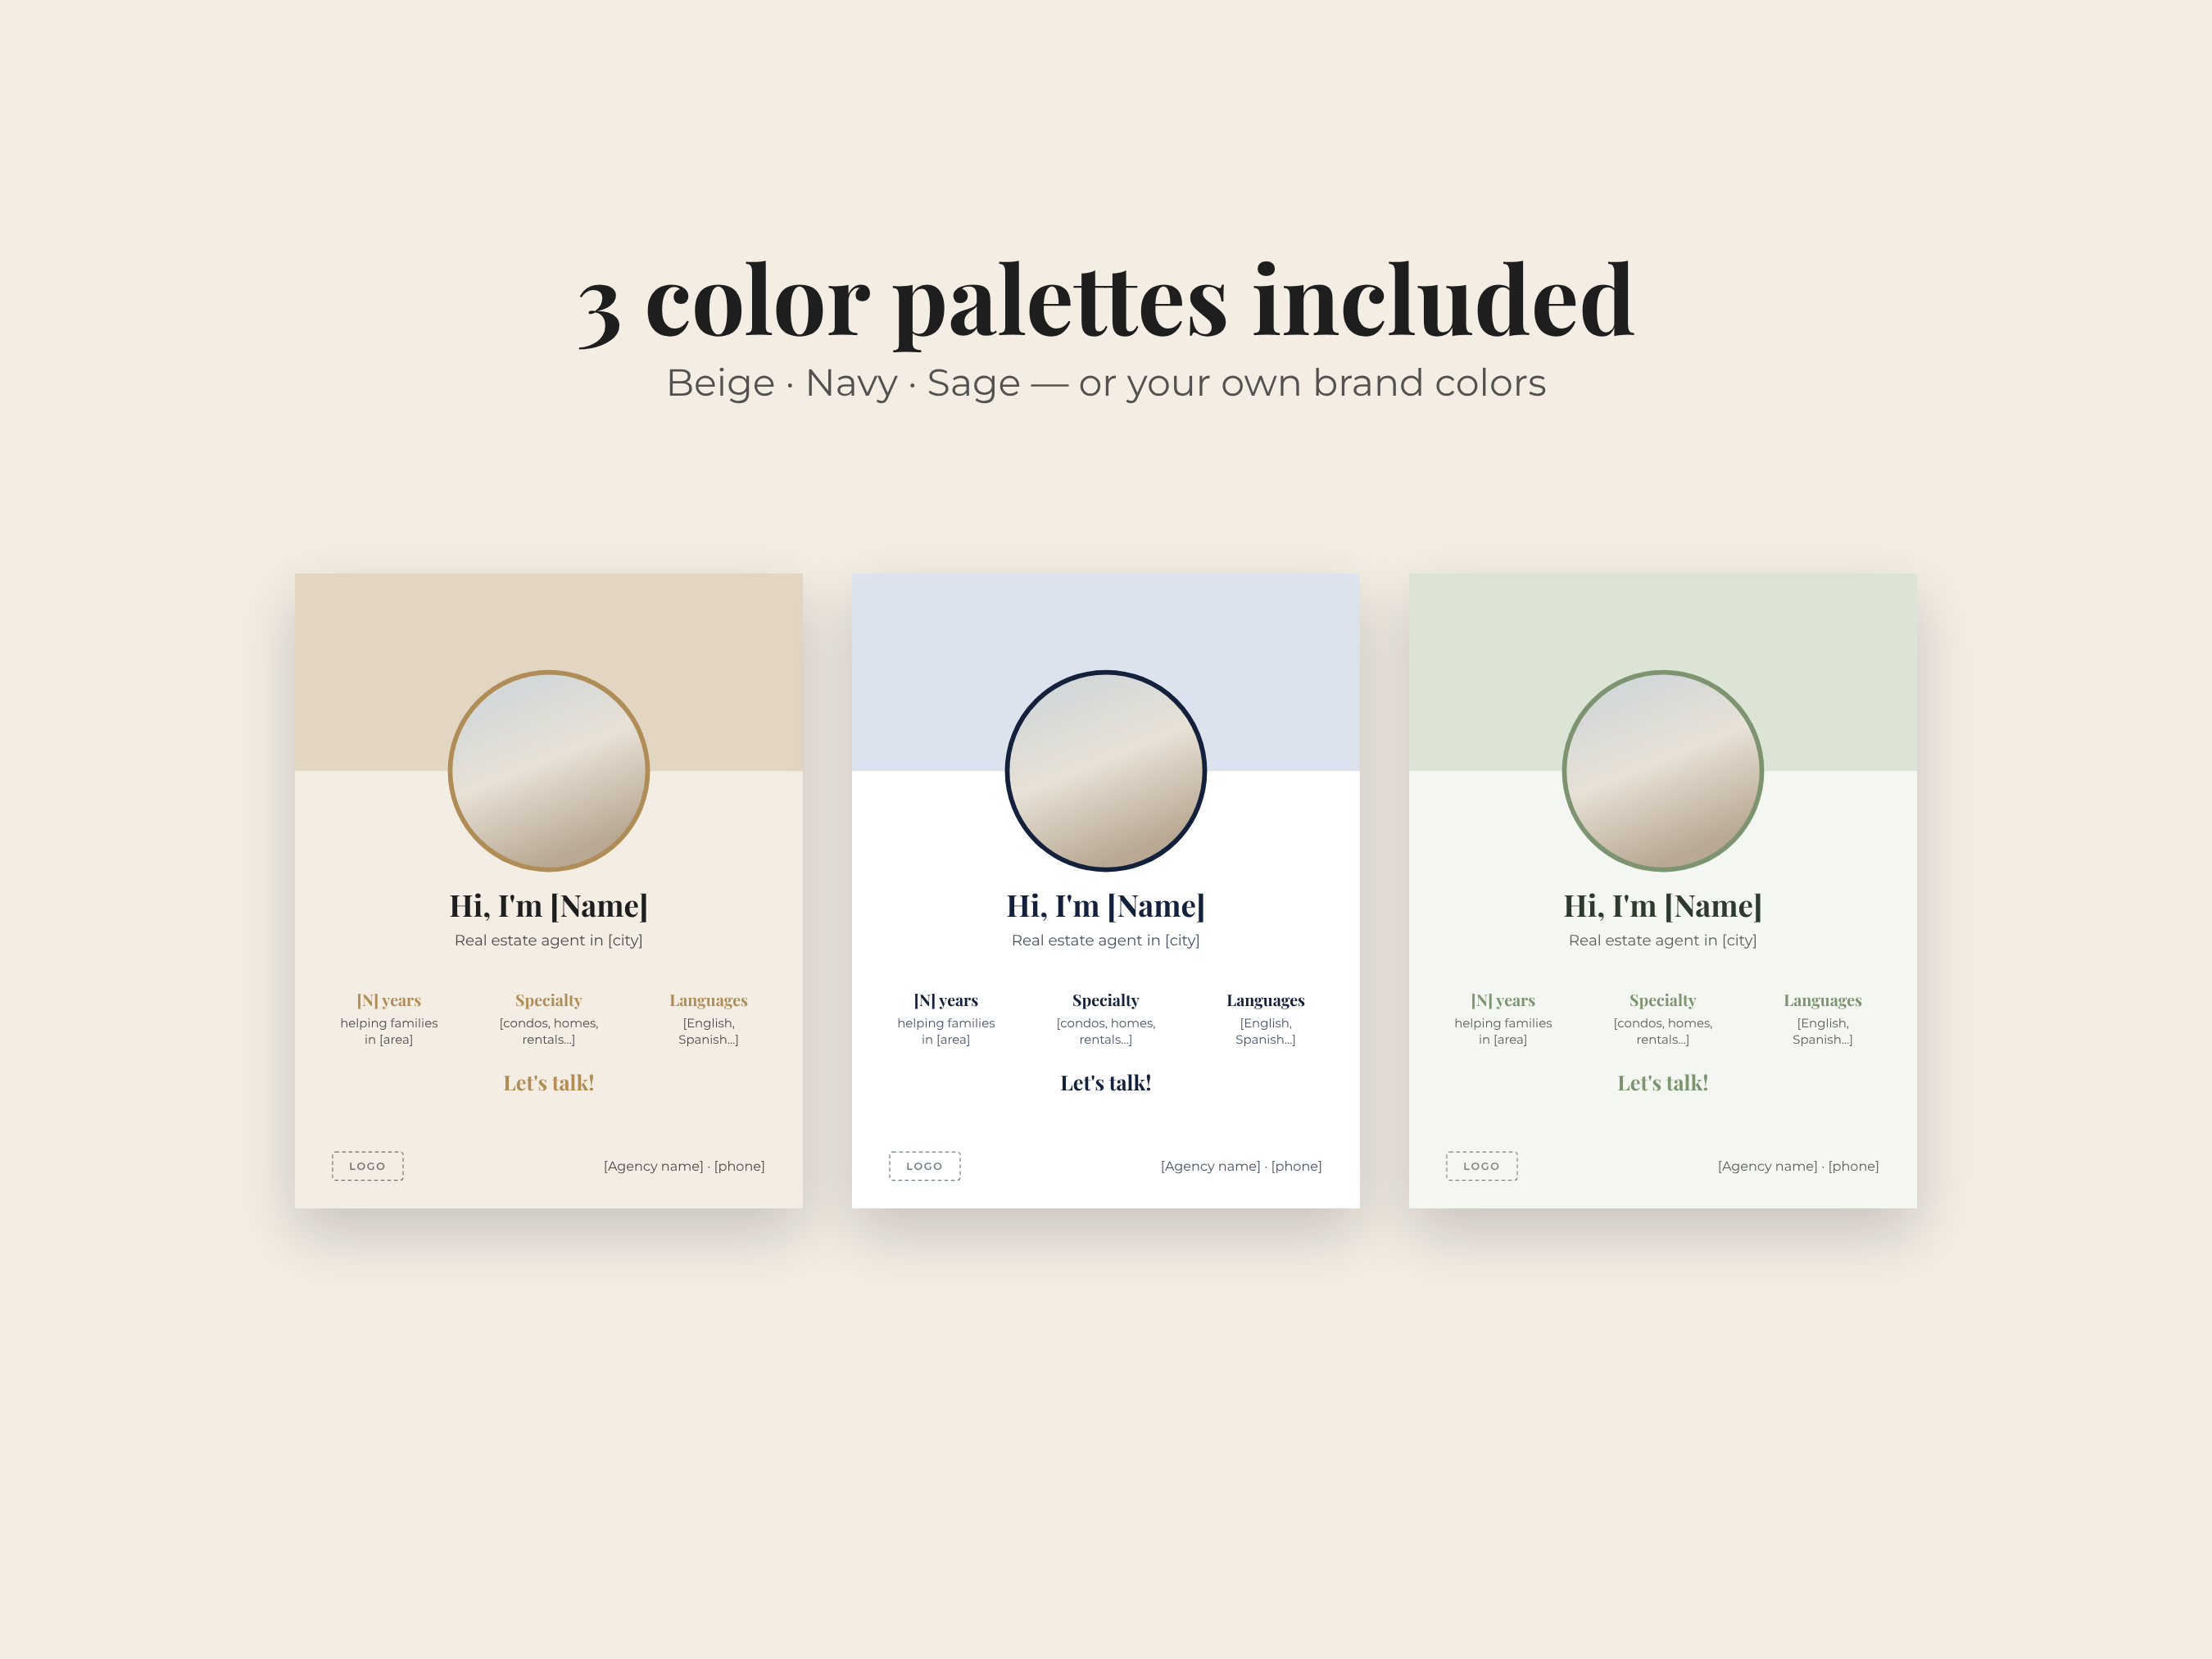 3 color palettes included
Beige · Navy · Sage — or your own brand colors
Hi, I'm [Name]
Real estate agent in [city]
[N] years
helping families
in [area]
Specialty
[condos, homes,
rentals...]
Languages
[English,
Spanish...]
Let's talk!
LOGO
[Agency name] · [phone]
Hi, I'm [Name]
Real estate agent in [city]
[N] years
helping families
in [area]
Specialty
[condos, homes,
rentals...]
Languages
[English,
Spanish...]
Let's talk!
LOGO
[Agency name] · [phone]
Hi, I'm [Name]
Real estate agent in [city]
[N] years
helping families
in [area]
Specialty
[condos, homes,
rentals...]
Languages
[English,
Spanish...]
Let's talk!
LOGO
[Agency name] · [phone]